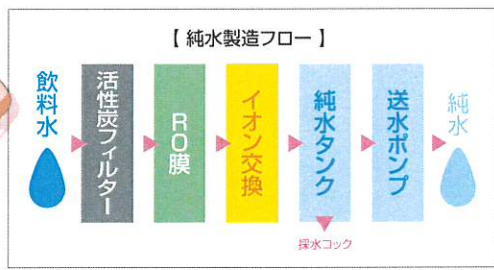 【 純水製造フロー 】
飲料水
活性炭フィルター
RO膜
イオン交換
純水タンク
送水ポンプ
純水
採水コック